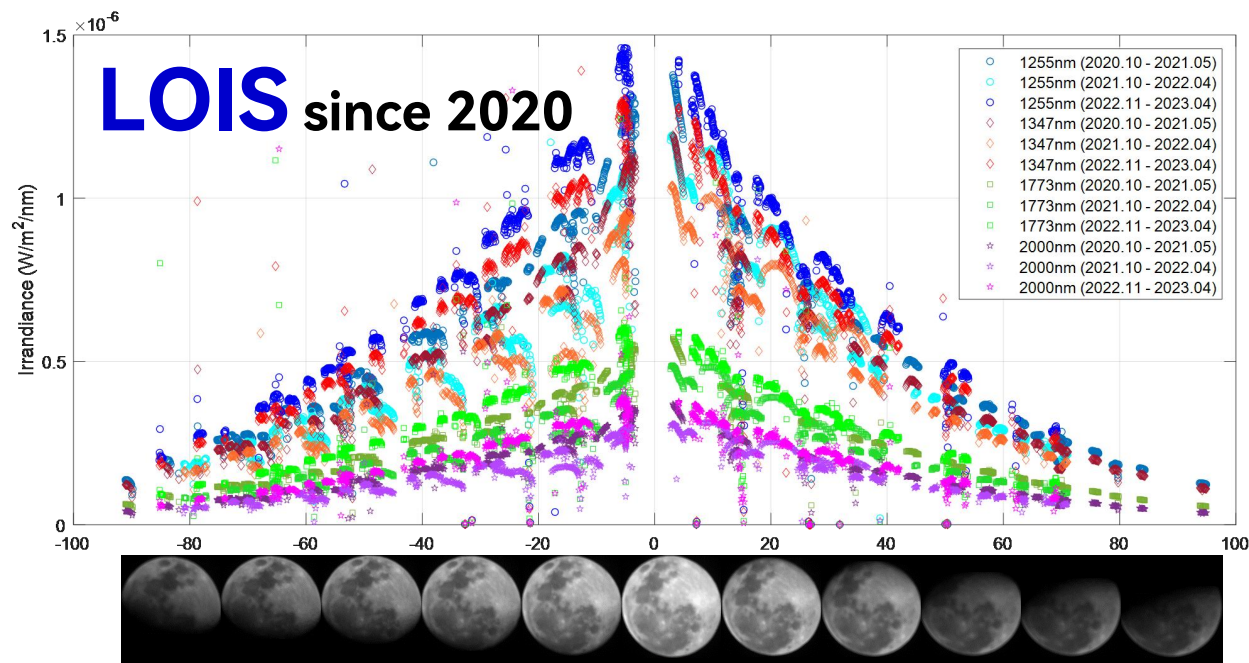 ×10⁻⁶
1.5
LOIS since 2020
1
0.5
0
Irrdiance (W/m²/nm)
1255nm (2020.10 - 2021.05)
1255nm (2021.10 - 2022.04)
1255nm (2022.11 - 2023.04)
1347nm (2020.10 - 2021.05)
1347nm (2021.10 - 2022.04)
1347nm (2022.11 - 2023.04)
1773nm (2020.10 - 2021.05)
1773nm (2021.10 - 2022.04)
1773nm (2022.11 - 2023.04)
2000nm (2020.10 - 2021.05)
2000nm (2021.10 - 2022.04)
2000nm (2022.11 - 2023.04)
-100 -80 -60 -40 -20 0 20 40 60 80 100